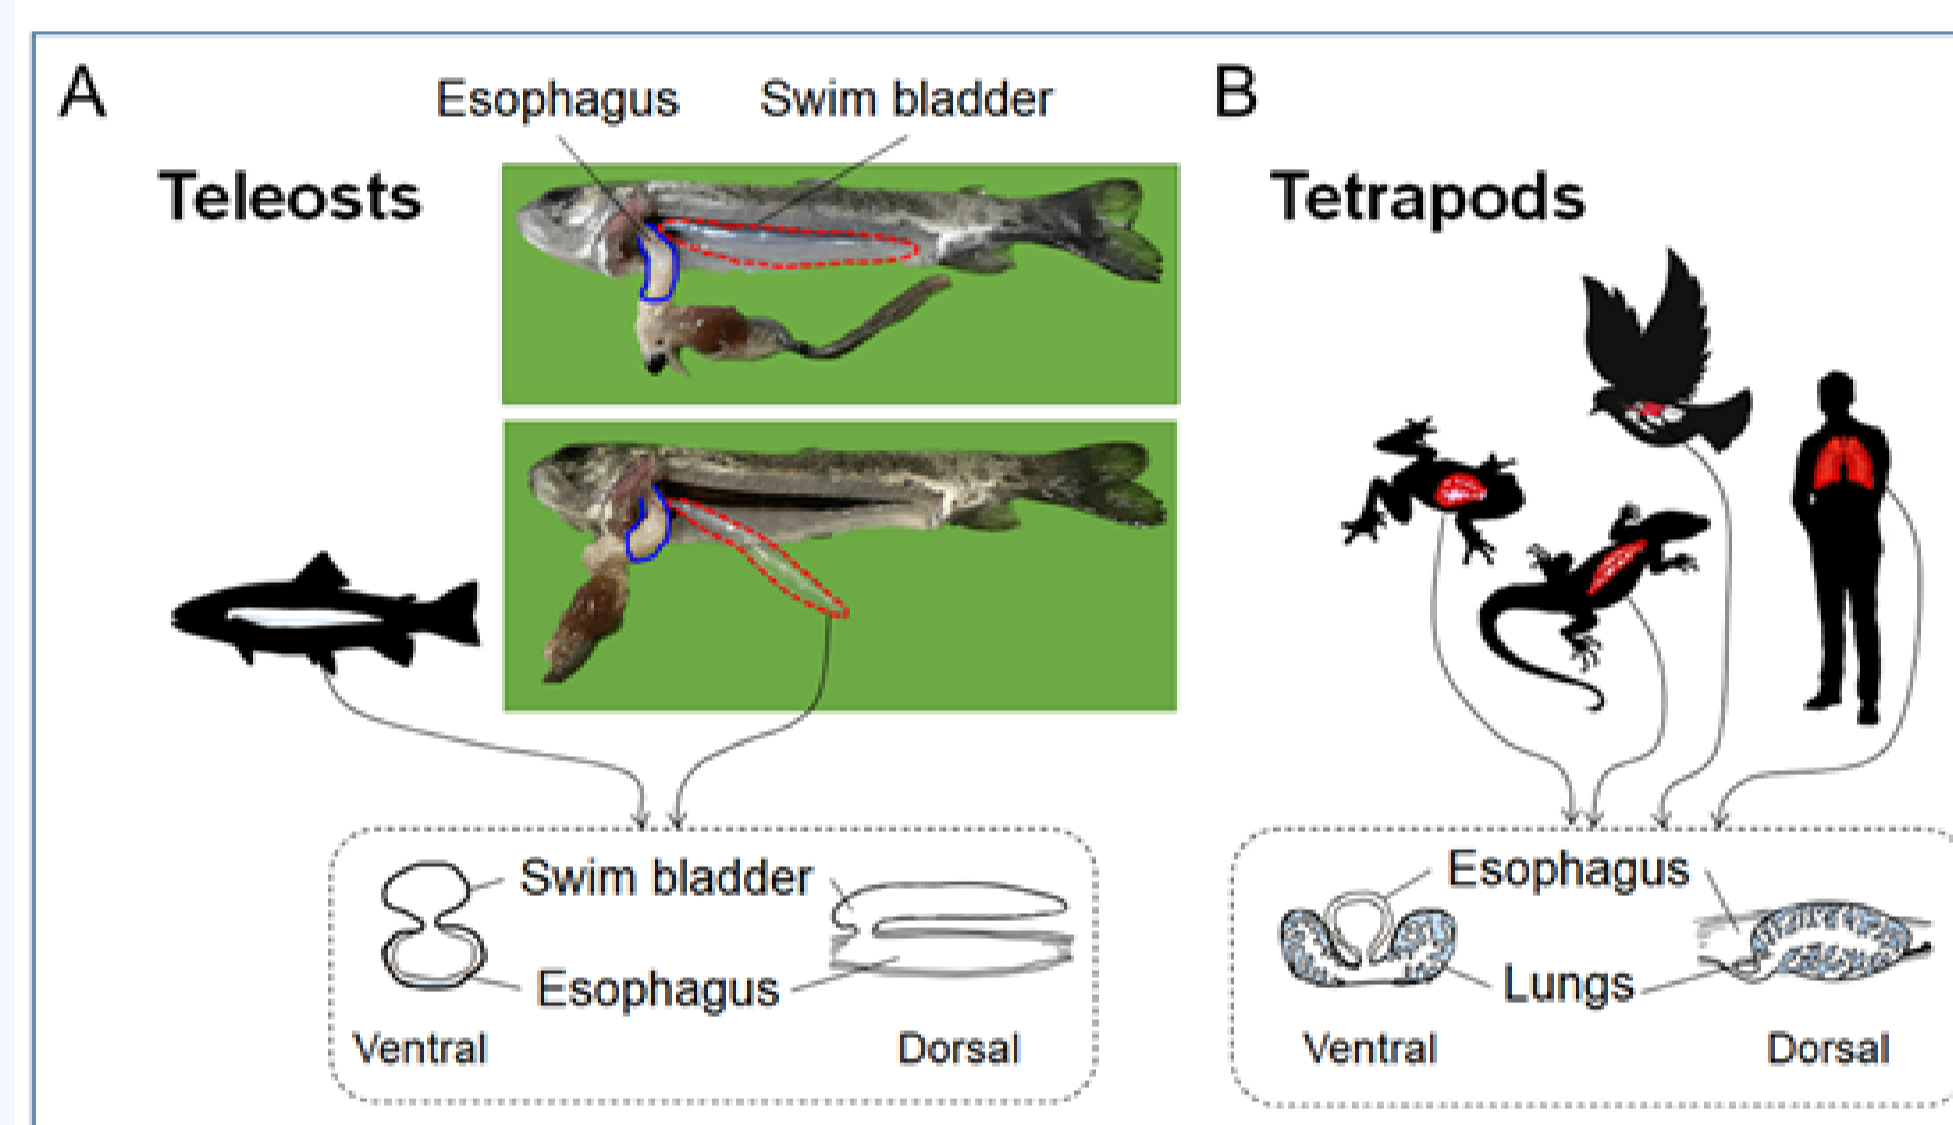 A
Esophagus
Swim bladder
Teleosts
Swim bladder
Esophagus
Ventral
Dorsal
B
Tetrapods
Esophagus
Lungs
Ventral
Dorsal